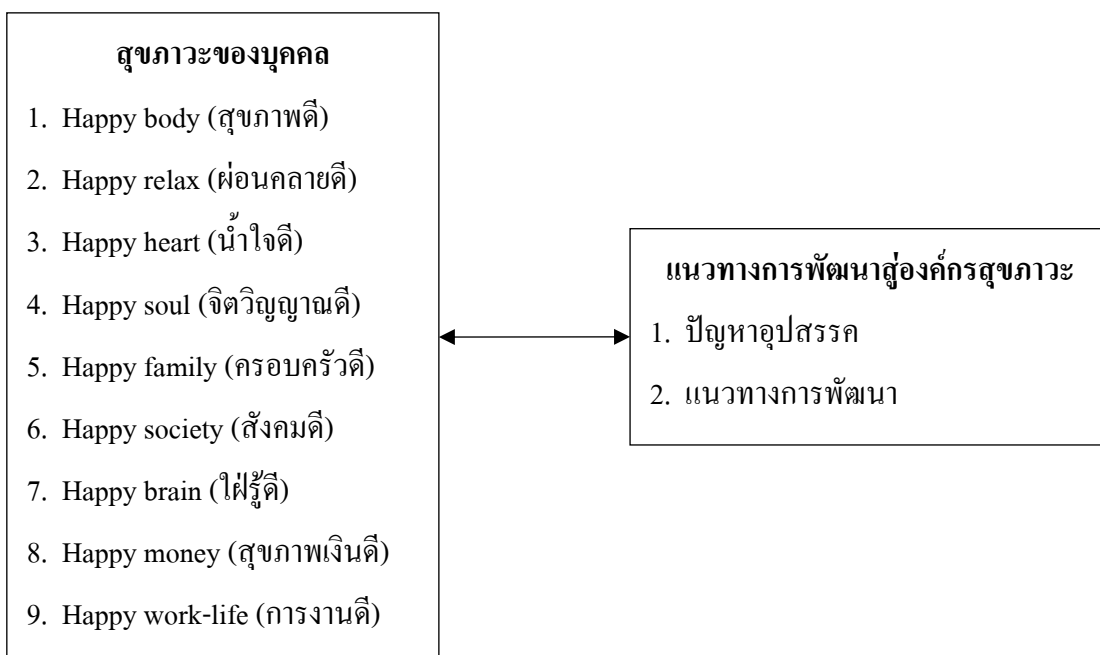 สุขภาวะของบุคคล
1. Happy body (สุขภาพดี)
2. Happy relax (ผ่อนคลายดี)
3. Happy heart (น้ำใจดี)
4. Happy soul (จิตวิญญาณดี)
5. Happy family (ครอบครัวดี)
6. Happy society (สังคมดี)
7. Happy brain (ใฝ่รู้ดี)
8. Happy money (สุขภาพเงินดี)
9. Happy work-life (การงานดี)
แนวทางการพัฒนาสู่องค์กรสุขภาวะ
1. ปัญหาอุปสรรค
2. แนวทางการพัฒนา